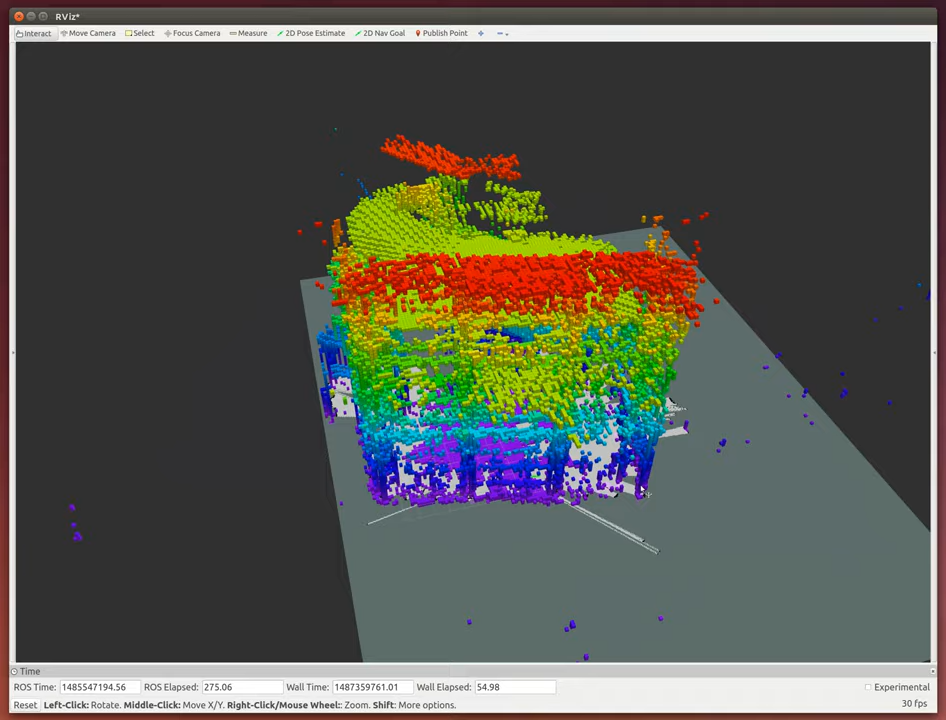 RViz*
Interact Move Camera Select Focus Camera Measure 2D Pose Estimate 2D Nav Goal Publish Point
Time
ROS Time: 1485547194.56 ROS Elapsed: 275.06 Wall Time: 1487359761.01 Wall Elapsed: 54.98 Experimental
Reset Left-Click: Rotate. Middle-Click: Move X/Y. Right-Click/Mouse Wheel:: Zoom. Shift: More options. 30 fps